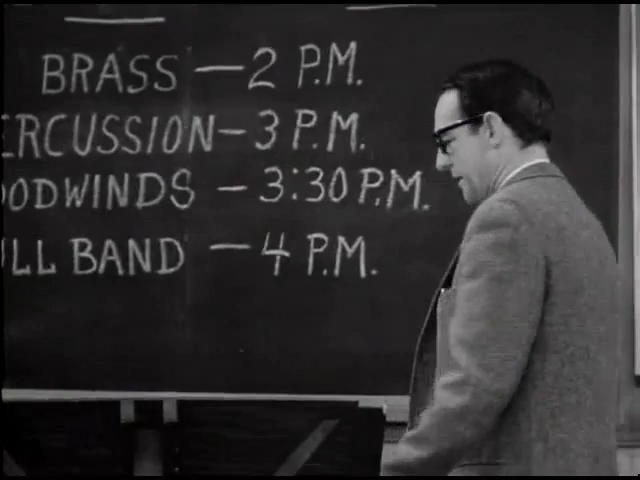 BRASS — 2 P.M.
ERCUSSION — 3 P.M.
OODWINDS — 3:30 P.M.
ULL BAND — 4 P.M.